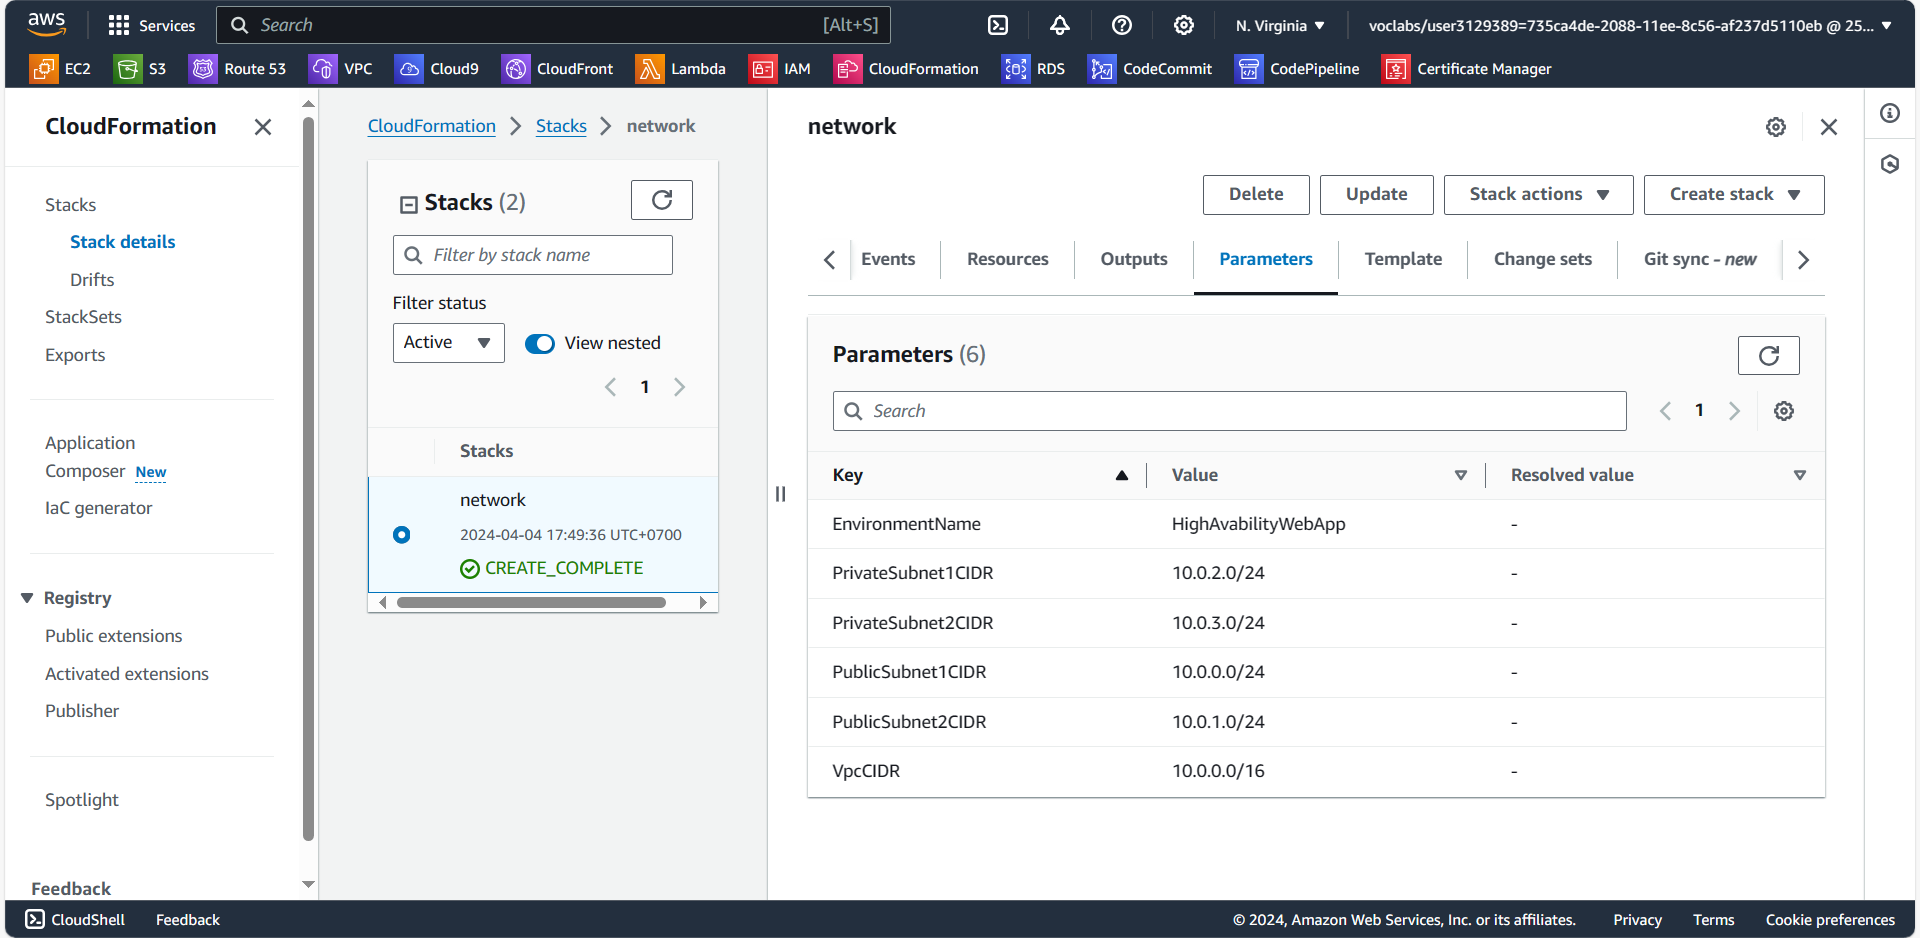 aws
Services
Search [Alt+S]
N. Virginia
voclabs/user3129389=735ca4de-2088-11ee-8c56-af237d5110eb @ 25...
EC2 S3 Route 53 VPC Cloud9 CloudFront Lambda IAM CloudFormation RDS CodeCommit CodePipeline Certificate Manager
CloudFormation
Stacks
Stack details
Drifts
StackSets
Exports
Application
Composer New
IaC generator
Registry
Public extensions
Activated extensions
Publisher
Spotlight
Feedback
CloudFormation Stacks network
Stacks (2)
Filter by stack name
Filter status
Active View nested
1
Stacks
network
2024-04-04 17:49:36 UTC+0700
CREATE_COMPLETE
network
Delete Update Stack actions Create stack
Events Resources Outputs Parameters Template Change sets Git sync - new
Parameters (6)
Search 1
Key Value Resolved value
EnvironmentName HighAvabilityWebApp -
PrivateSubnet1CIDR 10.0.2.0/24 -
PrivateSubnet2CIDR 10.0.3.0/24 -
PublicSubnet1CIDR 10.0.0.0/24 -
PublicSubnet2CIDR 10.0.1.0/24 -
VpcCIDR 10.0.0.0/16 -
CloudShell Feedback © 2024, Amazon Web Services, Inc. or its affiliates. Privacy Terms Cookie preferences